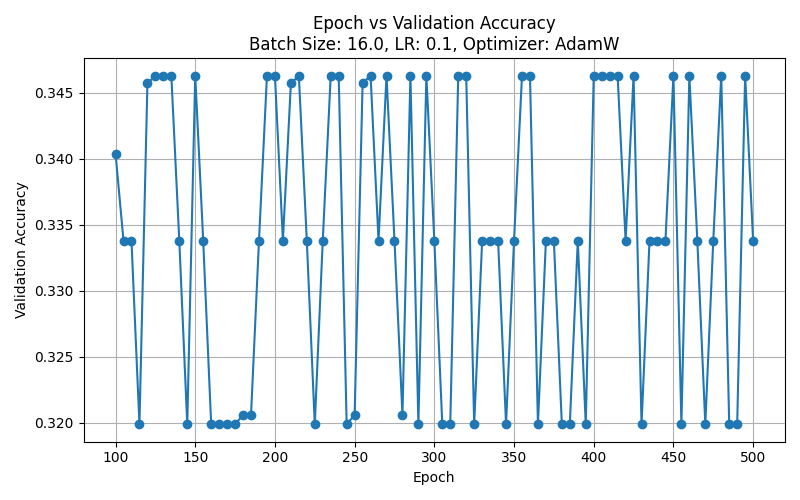 Epoch vs Validation Accuracy
Batch Size: 16.0, LR: 0.1, Optimizer: AdamW
Validation Accuracy
0.345
0.340
0.335
0.330
0.325
0.320
100 150 200 250 300 350 400 450 500
Epoch